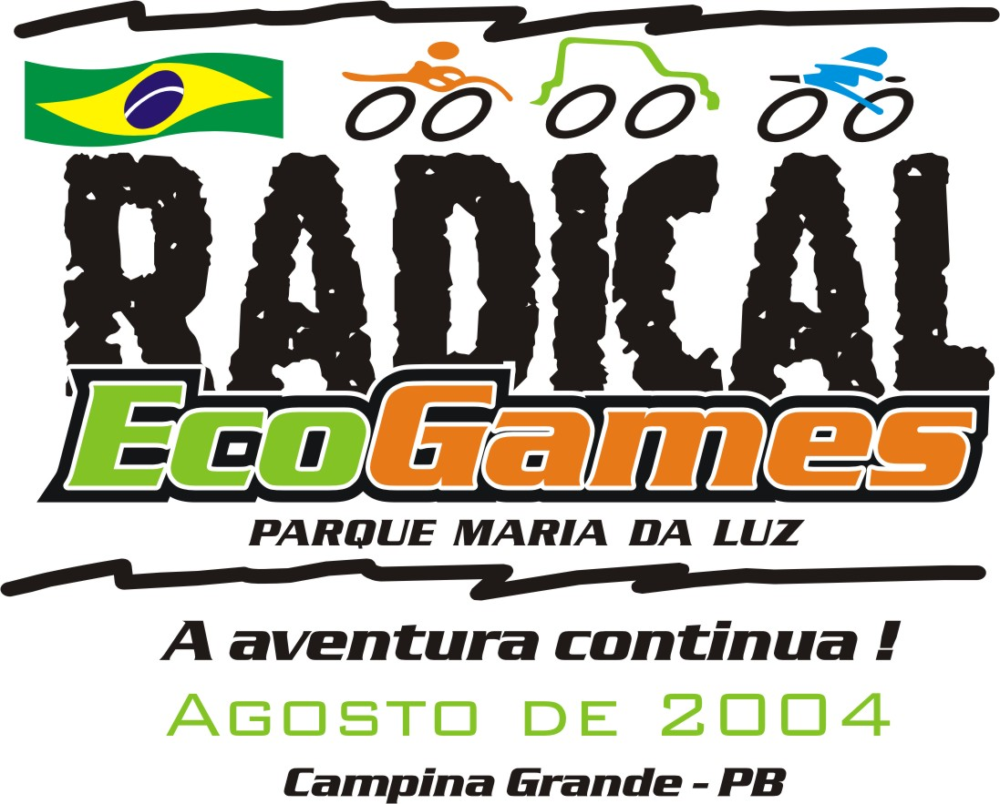 RADICAL
EcoGames
PARQUE MARIA DA LUZ
A aventura continua !
AGOSTO DE 2004
Campina Grande - PB